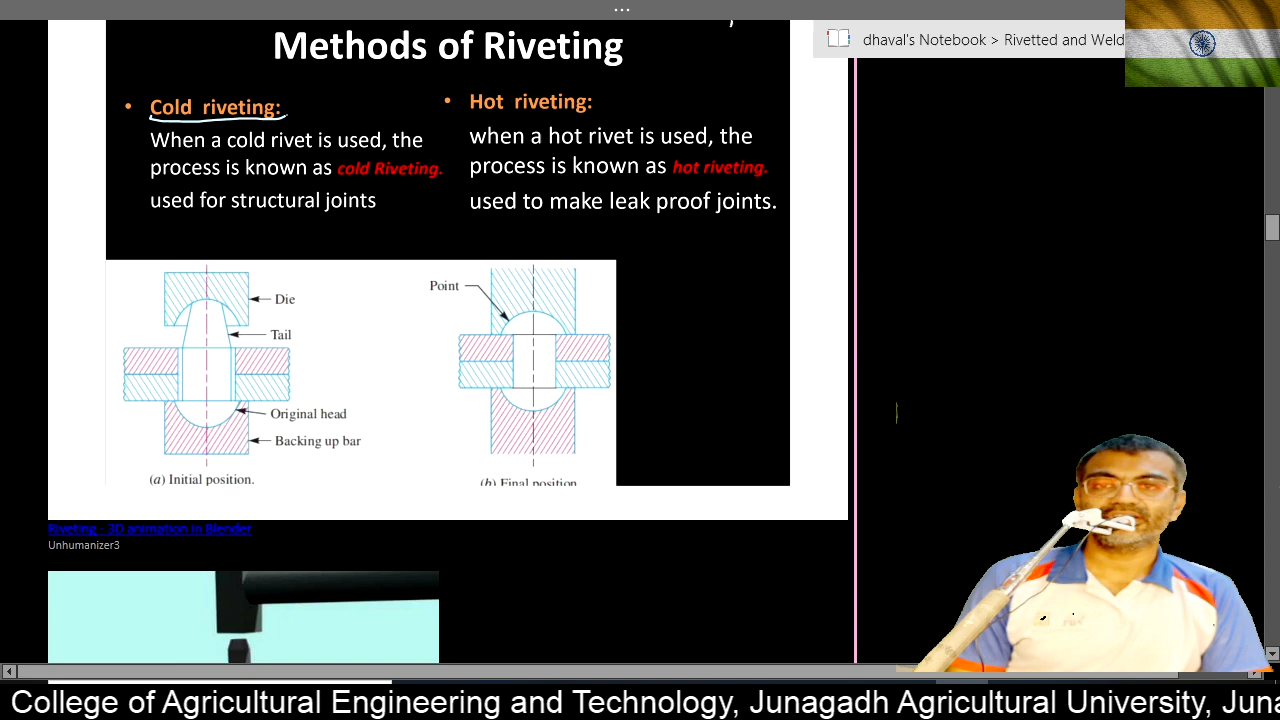 ...
Methods of Riveting
dhaval's Notebook > Rivetted and Weld
• Cold riveting:
When a cold rivet is used, the
process is known as cold Riveting.
used for structural joints
• Hot riveting:
when a hot rivet is used, the
process is known as hot riveting.
used to make leak proof joints.
Die
Tail
Original head
Backing up bar
(a) Initial position.
Point
(b) Final position
Riveting - 3D animation in Blender
Unhumanizer3
College of Agricultural Engineering and Technology, Junagadh Agricultural University, Juna